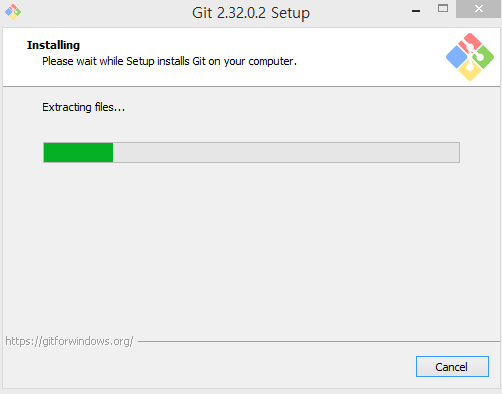 Git 2.32.0.2 Setup
Installing
Please wait while Setup installs Git on your computer.
Extracting files...
https://gitforwindows.org/
Cancel